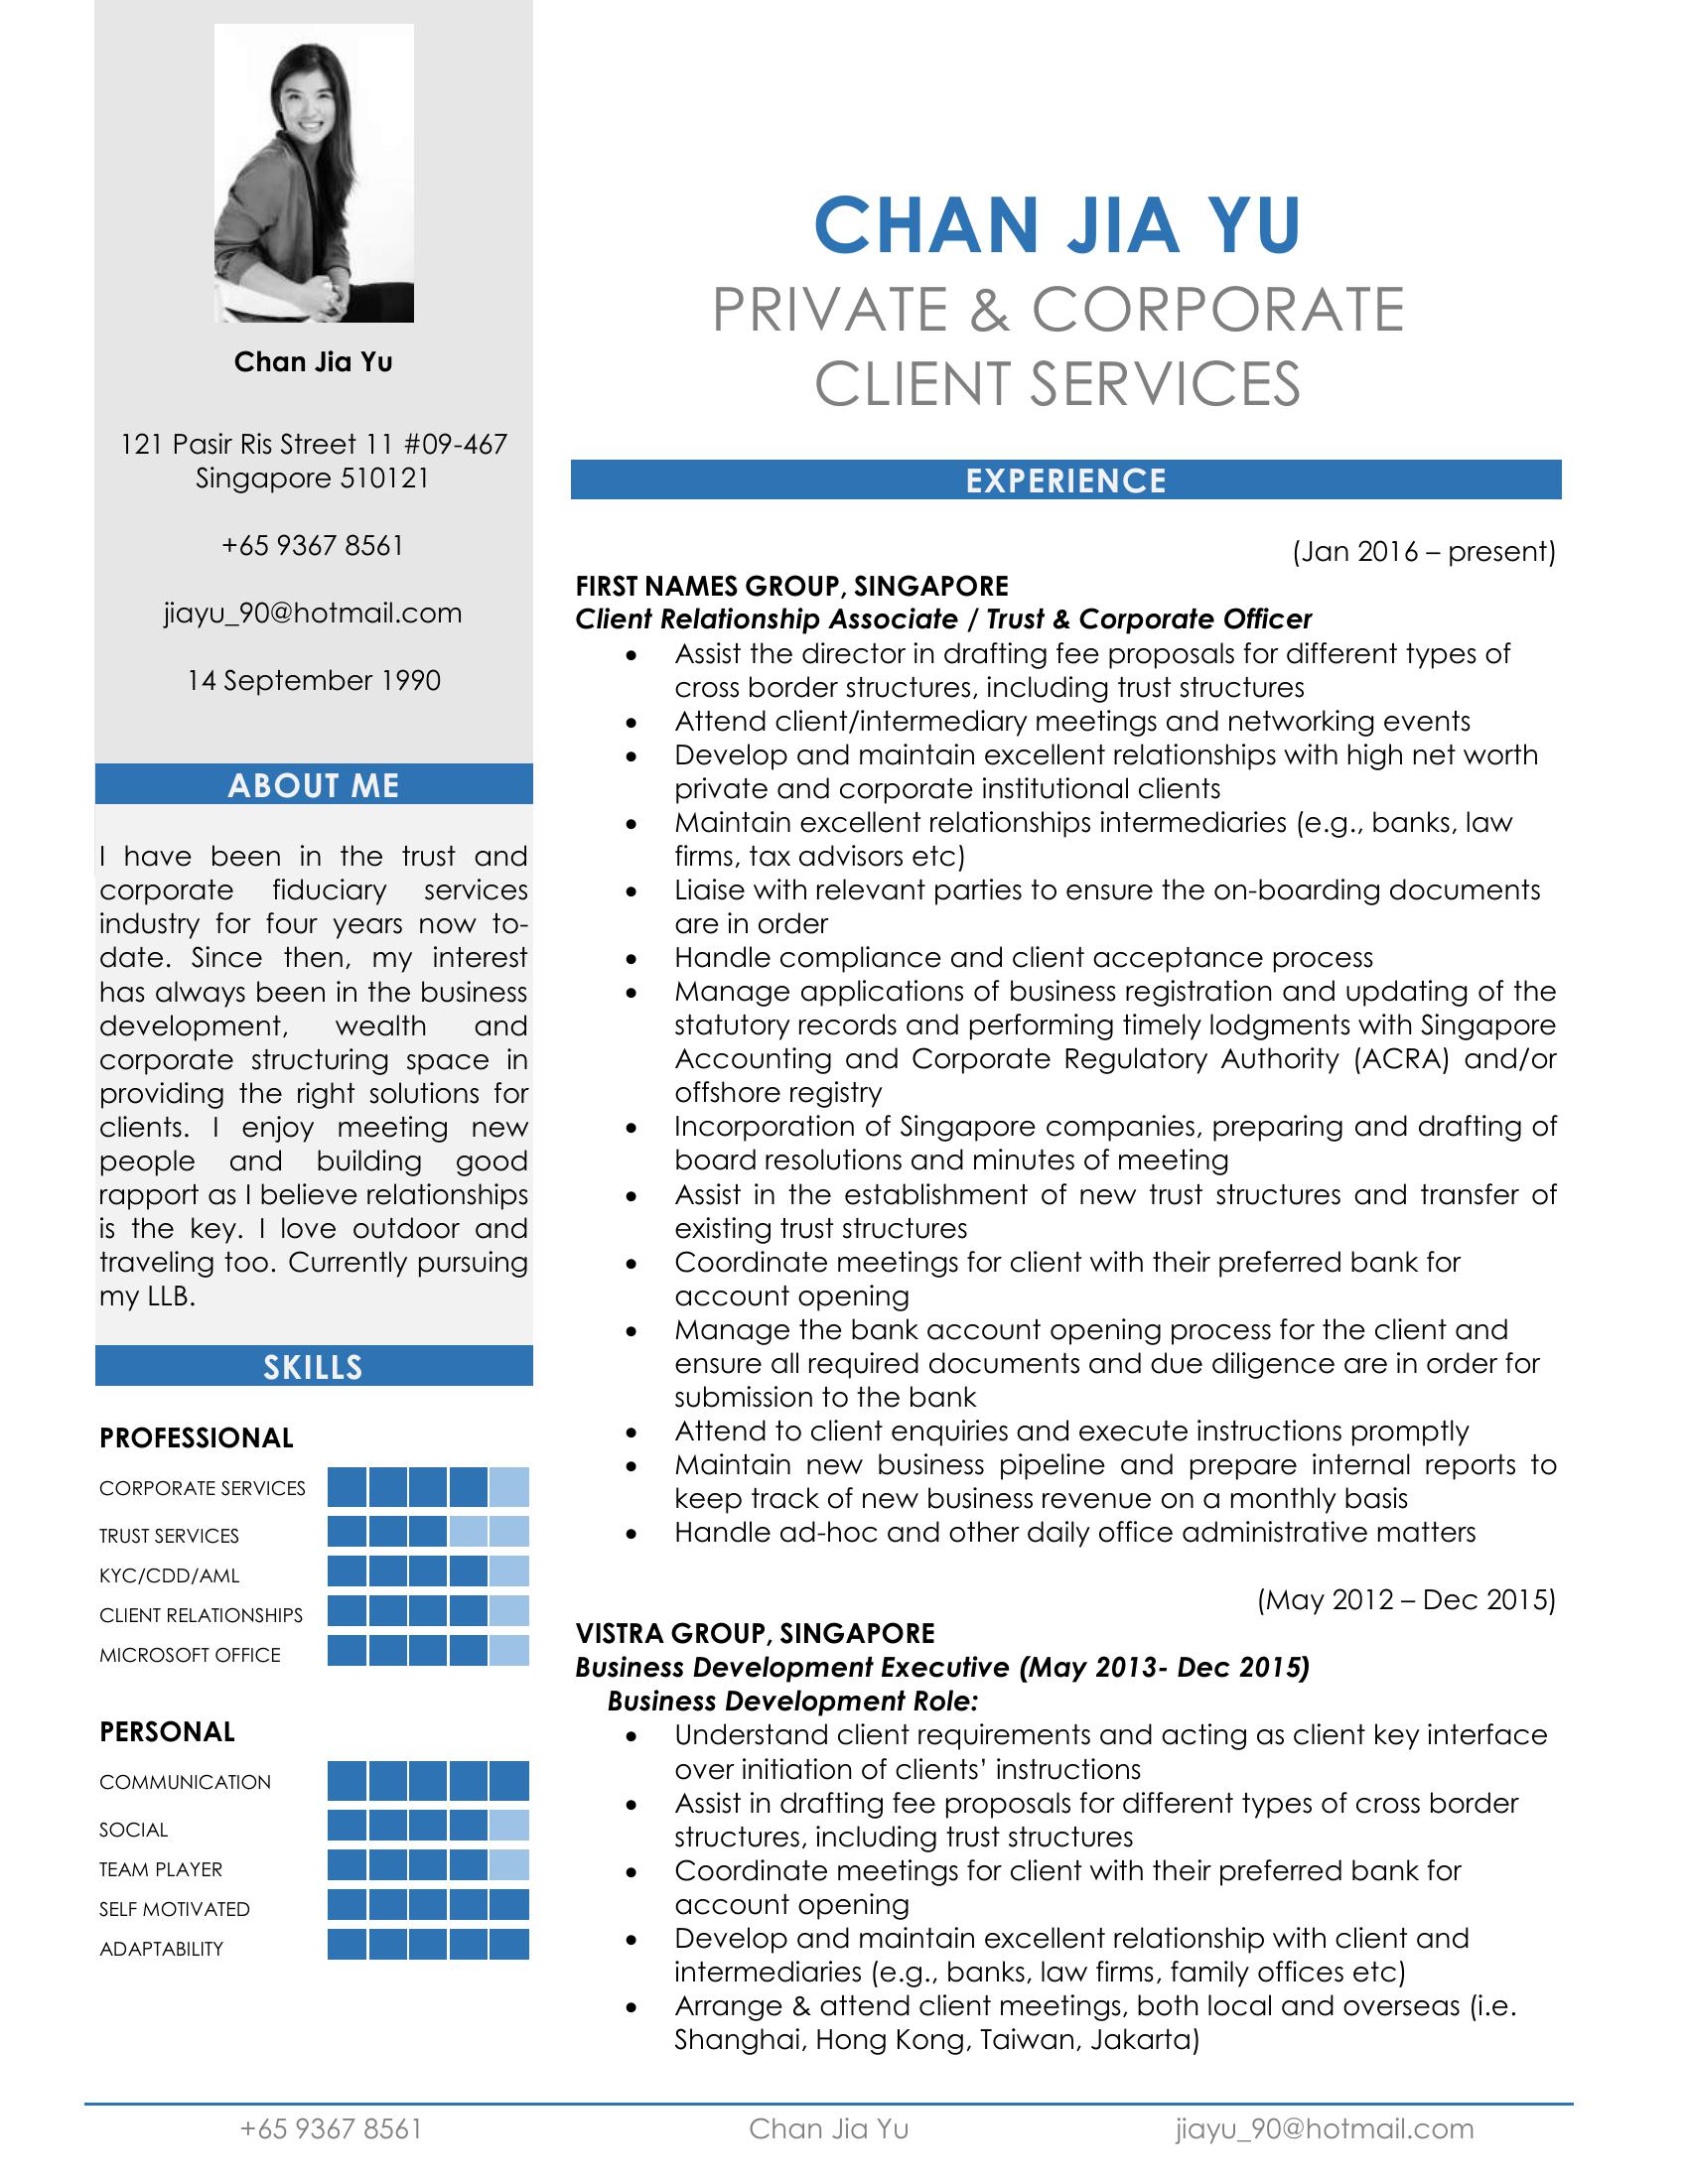 Chan Jia Yu
121 Pasir Ris Street 11 #09-467
Singapore 510121
+65 9367 8561
jiayu_90@hotmail.com
14 September 1990
ABOUT ME
I have been in the trust and
corporate fiduciary services
industry for four years now to-
date. Since then, my interest
has always been in the business
development, wealth and
corporate structuring space in
providing the right solutions for
clients. I enjoy meeting new
people and building good
rapport as I believe relationships
is the key. I love outdoor and
traveling too. Currently pursuing
my LLB.
SKILLS
PROFESSIONAL
CORPORATE SERVICES
TRUST SERVICES
KYC/CDD/AML
CLIENT RELATIONSHIPS
MICROSOFT OFFICE
PERSONAL
COMMUNICATION
SOCIAL
TEAM PLAYER
SELF MOTIVATED
ADAPTABILITY
CHAN JIA YU
PRIVATE & CORPORATE
CLIENT SERVICES
EXPERIENCE
(Jan 2016 – present)
FIRST NAMES GROUP, SINGAPORE
Client Relationship Associate / Trust & Corporate Officer
• Assist the director in drafting fee proposals for different types of
cross border structures, including trust structures
• Attend client/intermediary meetings and networking events
• Develop and maintain excellent relationships with high net worth
private and corporate institutional clients
• Maintain excellent relationships intermediaries (e.g., banks, law
firms, tax advisors etc)
• Liaise with relevant parties to ensure the on-boarding documents
are in order
• Handle compliance and client acceptance process
• Manage applications of business registration and updating of the
statutory records and performing timely lodgments with Singapore
Accounting and Corporate Regulatory Authority (ACRA) and/or
offshore registry
• Incorporation of Singapore companies, preparing and drafting of
board resolutions and minutes of meeting
• Assist in the establishment of new trust structures and transfer of
existing trust structures
• Coordinate meetings for client with their preferred bank for
account opening
• Manage the bank account opening process for the client and
ensure all required documents and due diligence are in order for
submission to the bank
• Attend to client enquiries and execute instructions promptly
• Maintain new business pipeline and prepare internal reports to
keep track of new business revenue on a monthly basis
• Handle ad-hoc and other daily office administrative matters
(May 2012 – Dec 2015)
VISTRA GROUP, SINGAPORE
Business Development Executive (May 2013- Dec 2015)
Business Development Role:
• Understand client requirements and acting as client key interface
over initiation of clients’ instructions
• Assist in drafting fee proposals for different types of cross border
structures, including trust structures
• Coordinate meetings for client with their preferred bank for
account opening
• Develop and maintain excellent relationship with client and
intermediaries (e.g., banks, law firms, family offices etc)
• Arrange & attend client meetings, both local and overseas (i.e.
Shanghai, Hong Kong, Taiwan, Jakarta)
+65 9367 8561 Chan Jia Yu jiayu_90@hotmail.com